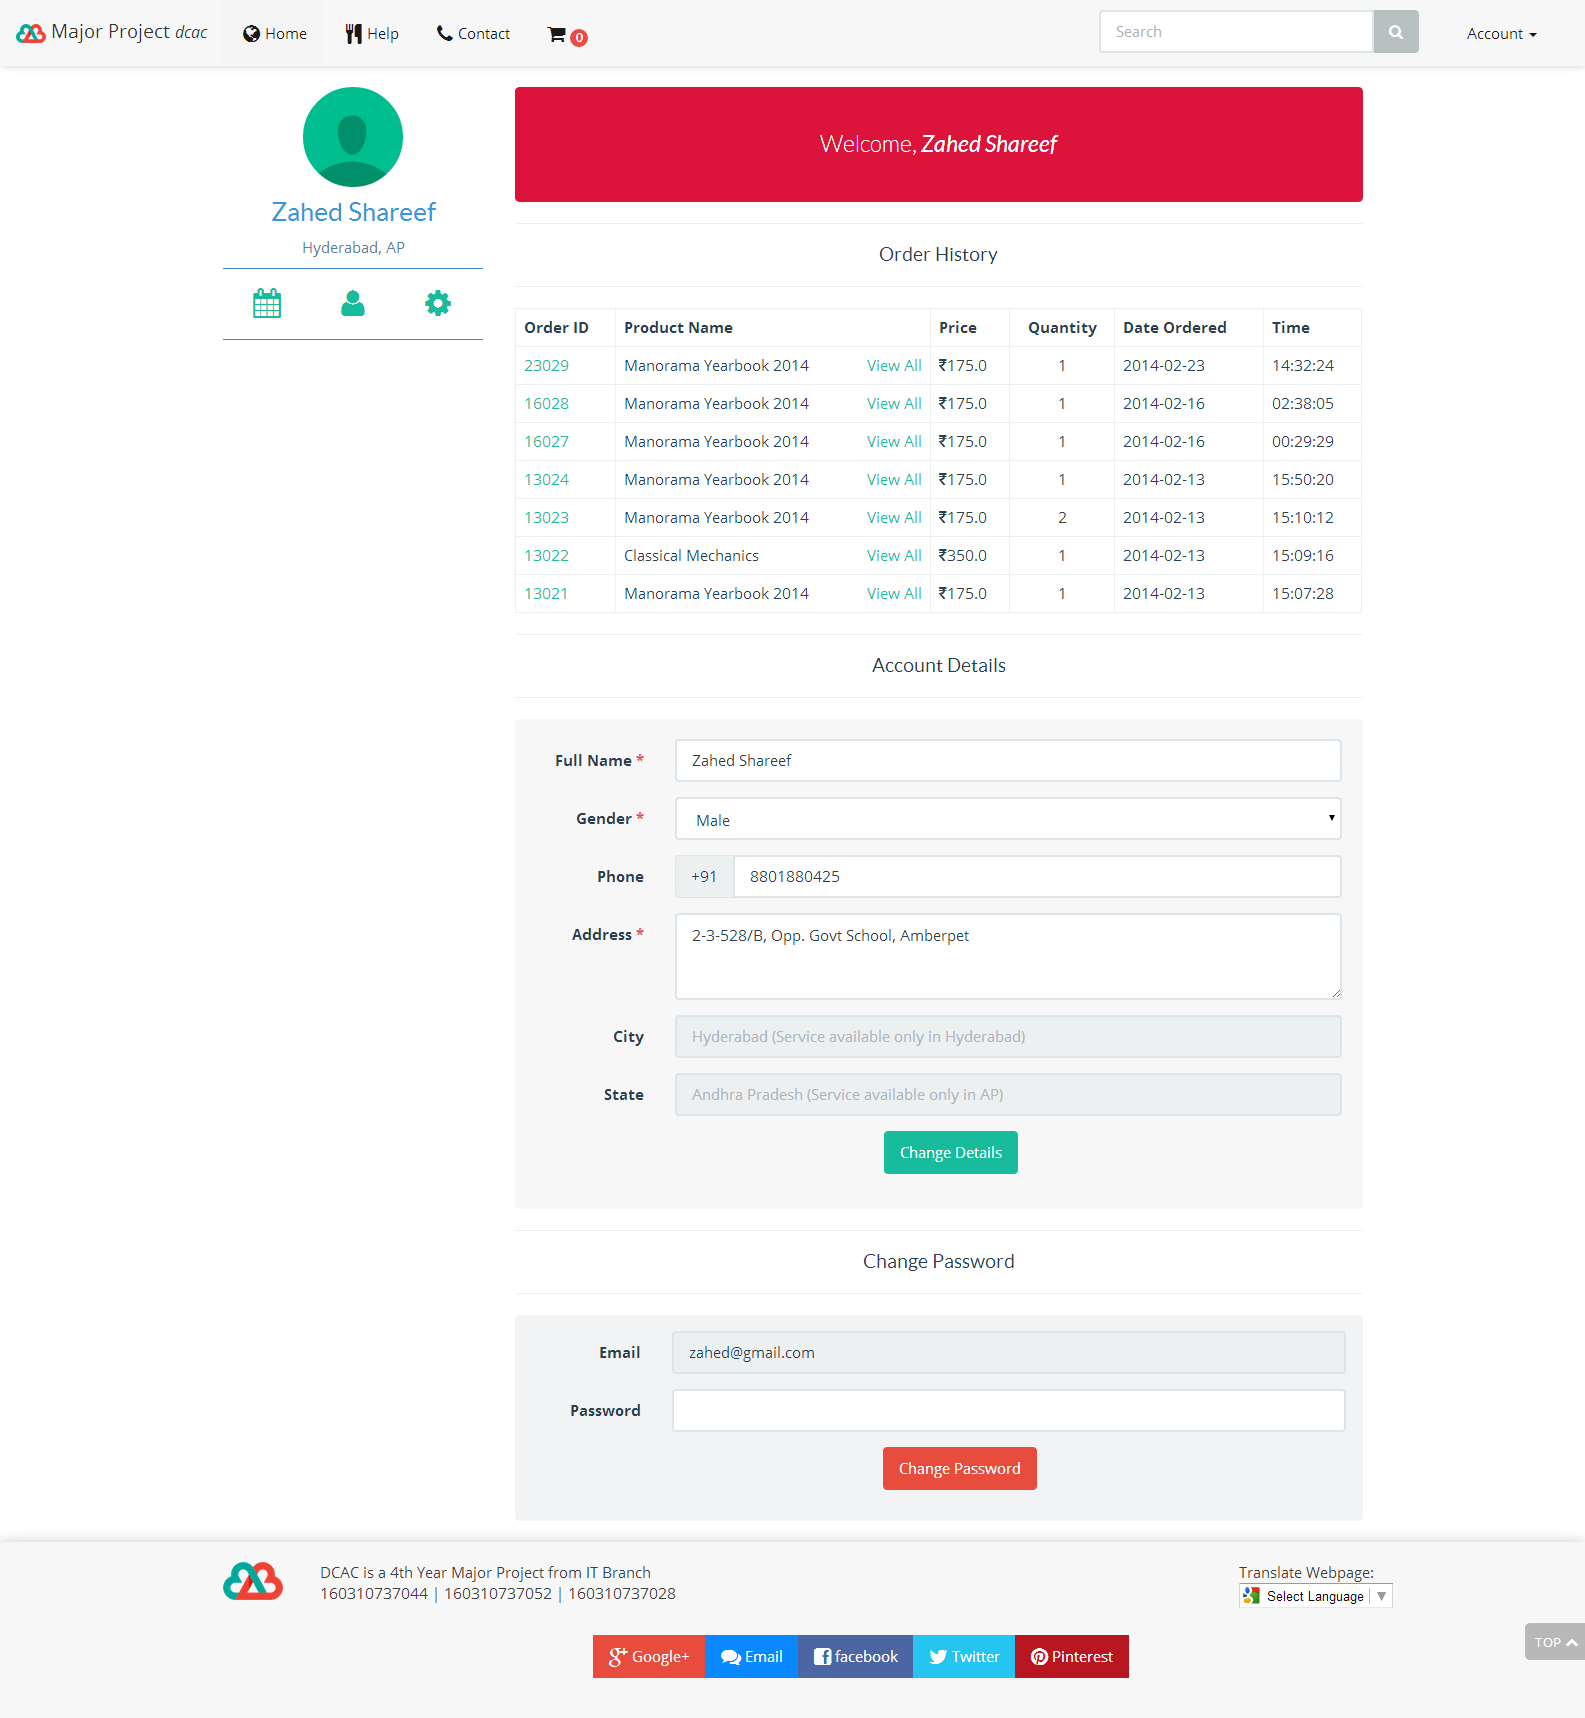 Major Project dcac Home Help Contact 0 Search Account
Zahed Shareef
Hyderabad, AP
Welcome, Zahed Shareef
Order History
Order ID Product Name Price Quantity Date Ordered Time
23029 Manorama Yearbook 2014 View All ₹175.0 1 2014-02-23 14:32:24
16028 Manorama Yearbook 2014 View All ₹175.0 1 2014-02-16 02:38:05
16027 Manorama Yearbook 2014 View All ₹175.0 1 2014-02-16 00:29:29
13024 Manorama Yearbook 2014 View All ₹175.0 1 2014-02-13 15:50:20
13023 Manorama Yearbook 2014 View All ₹175.0 2 2014-02-13 15:10:12
13022 Classical Mechanics View All ₹350.0 1 2014-02-13 15:09:16
13021 Manorama Yearbook 2014 View All ₹175.0 1 2014-02-13 15:07:28
Account Details
Full Name * Zahed Shareef
Gender * Male
Phone +91 8801880425
Address * 2-3-528/B, Opp. Govt School, Amberpet
City Hyderabad (Service available only in Hyderabad)
State Andhra Pradesh (Service available only in AP)
Change Details
Change Password
Email zahed@gmail.com
Password
Change Password
DCAC is a 4th Year Major Project from IT Branch
160310737044 | 160310737052 | 160310737028
Translate Webpage:
Select Language
TOP
Google+ Email facebook Twitter Pinterest